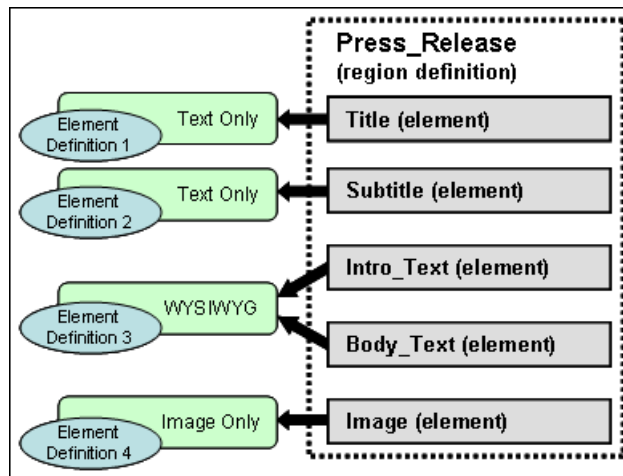 Press_Release
(region definition)
Text Only
Element
Definition 1
Title (element)
Text Only
Element
Definition 2
Subtitle (element)
Intro_Text (element)
WYSIWYG
Element
Definition 3
Body_Text (element)
Image Only
Element
Definition 4
Image (element)